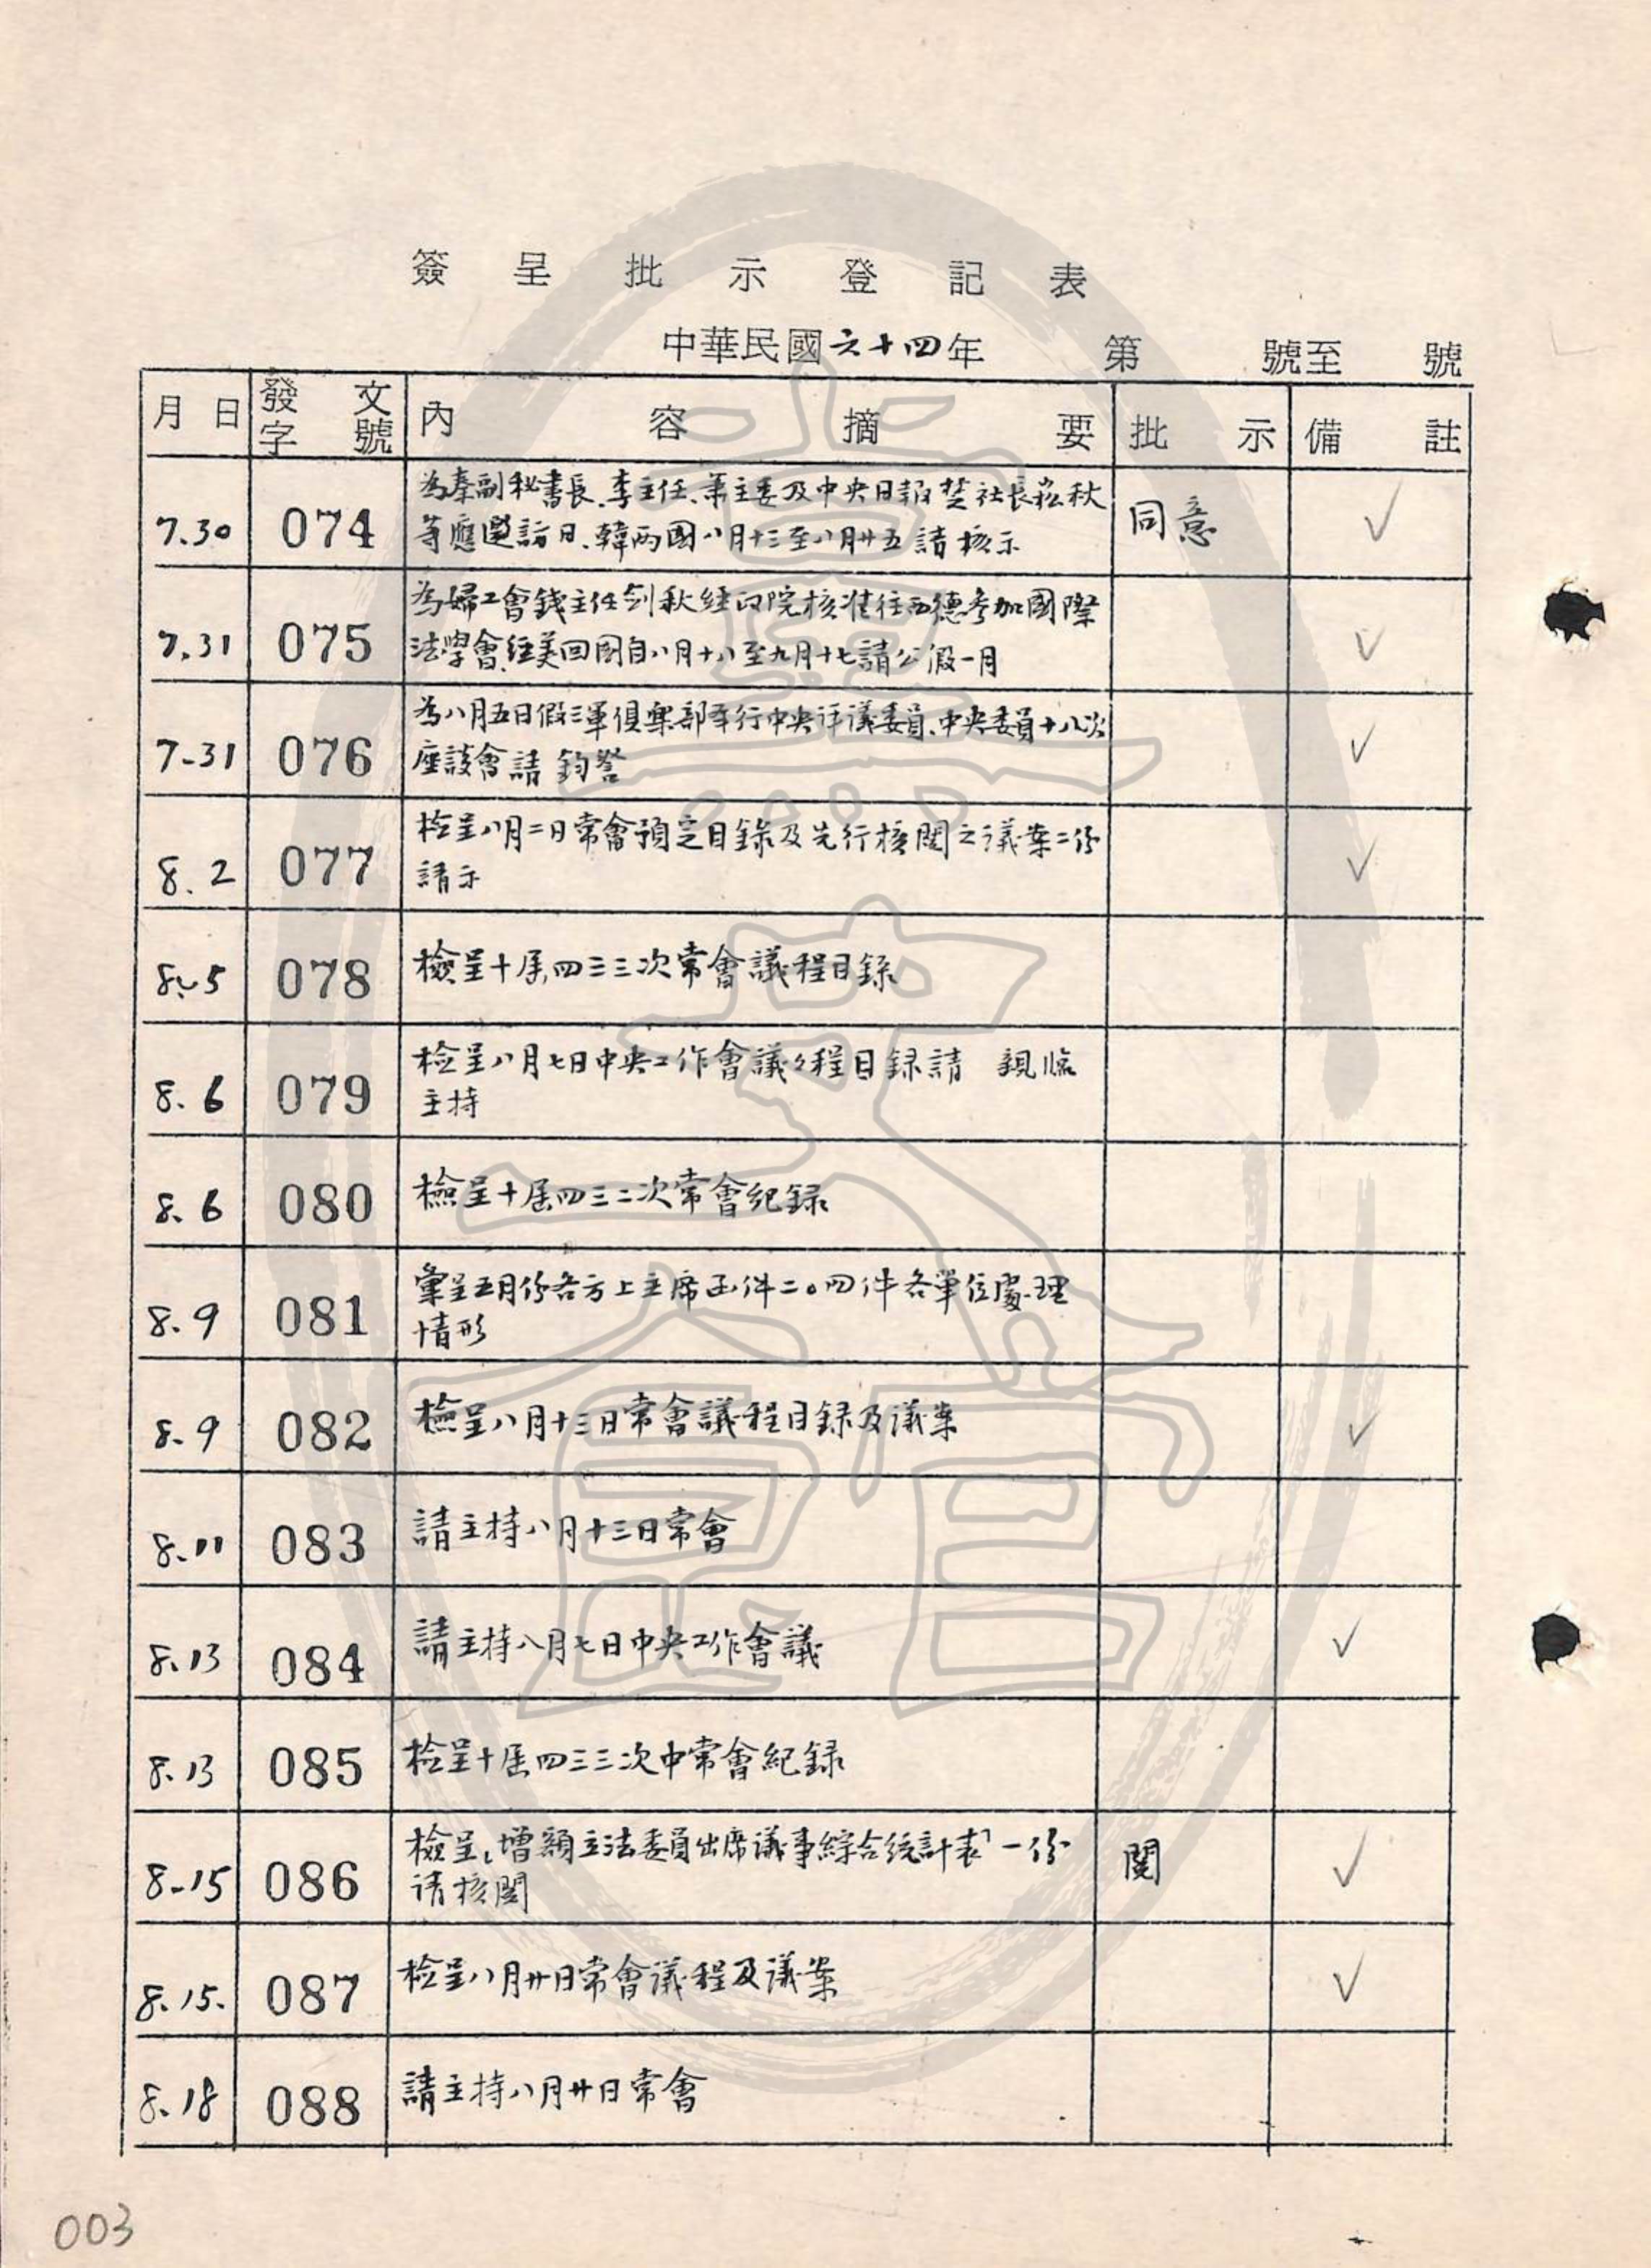 簽呈批示登記表
中華民國六十四年 第 號至 號
月日 發文字號 內容摘要 批示 備註
7.30 074 為秦副秘書長、李主任、蕭主委及中央日報楚社長崧秋 同意 ✓
等應邀訪日、韓兩國八月十三至八月廿五請核示
7.31 075 為婦工會錢主任剑秋經政院核准往西德参加國際 ✓
法學會,經美回國自八月十八至九月十七請公假一月
7-31 076 為八月五日假三軍俱樂部舉行中央评議委員、中央委員十八次 ✓
座談會請 鈞詧
8.2 077 检呈八月二日常會預定目錄及先行核閱之議案二份 ✓
請示
8.5 078 檢呈十屆四三三次常會議程目錄
8.6 079 检呈八月七日中央工作會議々程目録請 親临
主持
8.6 080 檢呈十屆四三二次常會紀録
8.9 081 彙呈五月份各方上主席函件二〇四件各單位處理
情形
8.9 082 檢呈八月十三日常會議程目録及議案 ✓
8.11 083 請主持八月十三日常會
8.13 084 請主持八月七日中央工作會議 ✓
8.13 085 检呈十屆四三三次中常會紀録
8-15 086 檢呈「增額立法委員出席議事綜合統計表」一份 閱 ✓
请核閱
8.15. 087 检呈八月廿日常會議程及議案 ✓
8.18 088 請主持八月廿日常會
003